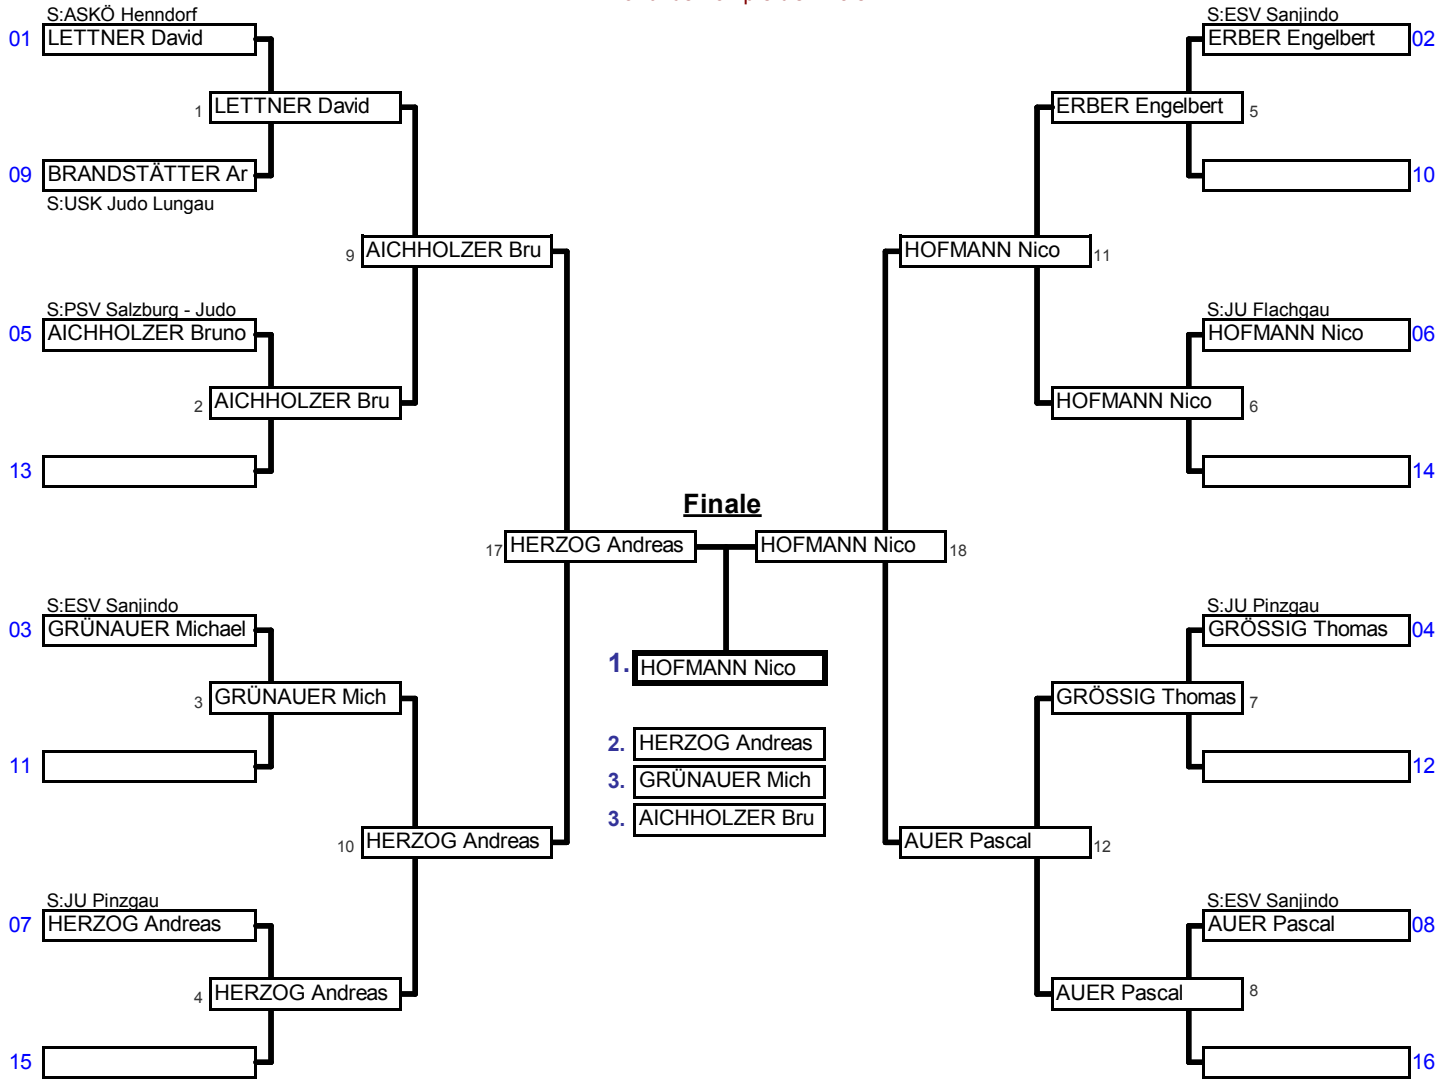 S:ASKÖ Henndorf
01 LETTNER David
1 LETTNER David
09 BRANDSTÄTTER Ar
S:USK Judo Lungau
9 AICHHOLZER Bru
S:PSV Salzburg - Judo
05 AICHHOLZER Bruno
2 AICHHOLZER Bru
13
17 HERZOG Andreas
S:ESV Sanjindo
03 GRÜNAUER Michael
3 GRÜNAUER Mich
11
10 HERZOG Andreas
S:JU Pinzgau
07 HERZOG Andreas
4 HERZOG Andreas
15
Finale
1. HOFMANN Nico
2. HERZOG Andreas
3. GRÜNAUER Mich
3. AICHHOLZER Bru
S:ESV Sanjindo
ERBER Engelbert 02
ERBER Engelbert 5
10
HOFMANN Nico 11
S:JU Flachgau
HOFMANN Nico 06
HOFMANN Nico 6
14
HOFMANN Nico 18
S:JU Pinzgau
GRÖSSIG Thomas 04
GRÖSSIG Thomas 7
12
AUER Pascal 12
S:ESV Sanjindo
AUER Pascal 08
AUER Pascal 8
16